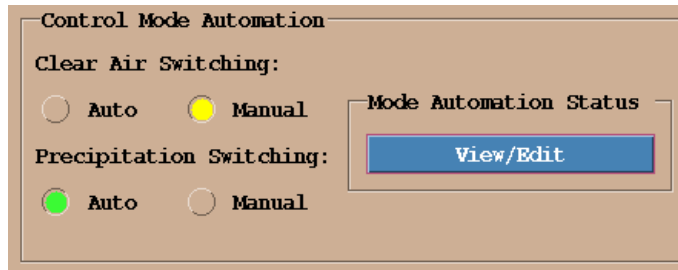 Control Mode Automation
Clear Air Switching:
Auto Manual
Mode Automation Status
View/Edit
Precipitation Switching:
Auto Manual